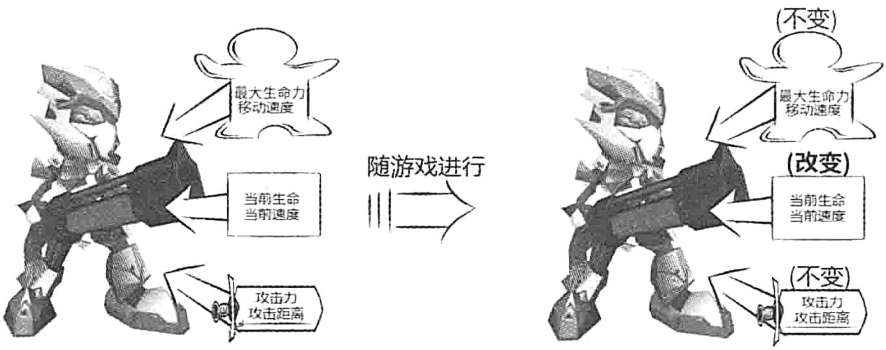 最大生命力
移动速度
当前生命
当前速度
攻击力
攻击距离
随游戏进行
(不变)
最大生命力
移动速度
(改变)
当前生命
当前速度
(不变)
攻击力
攻击距离